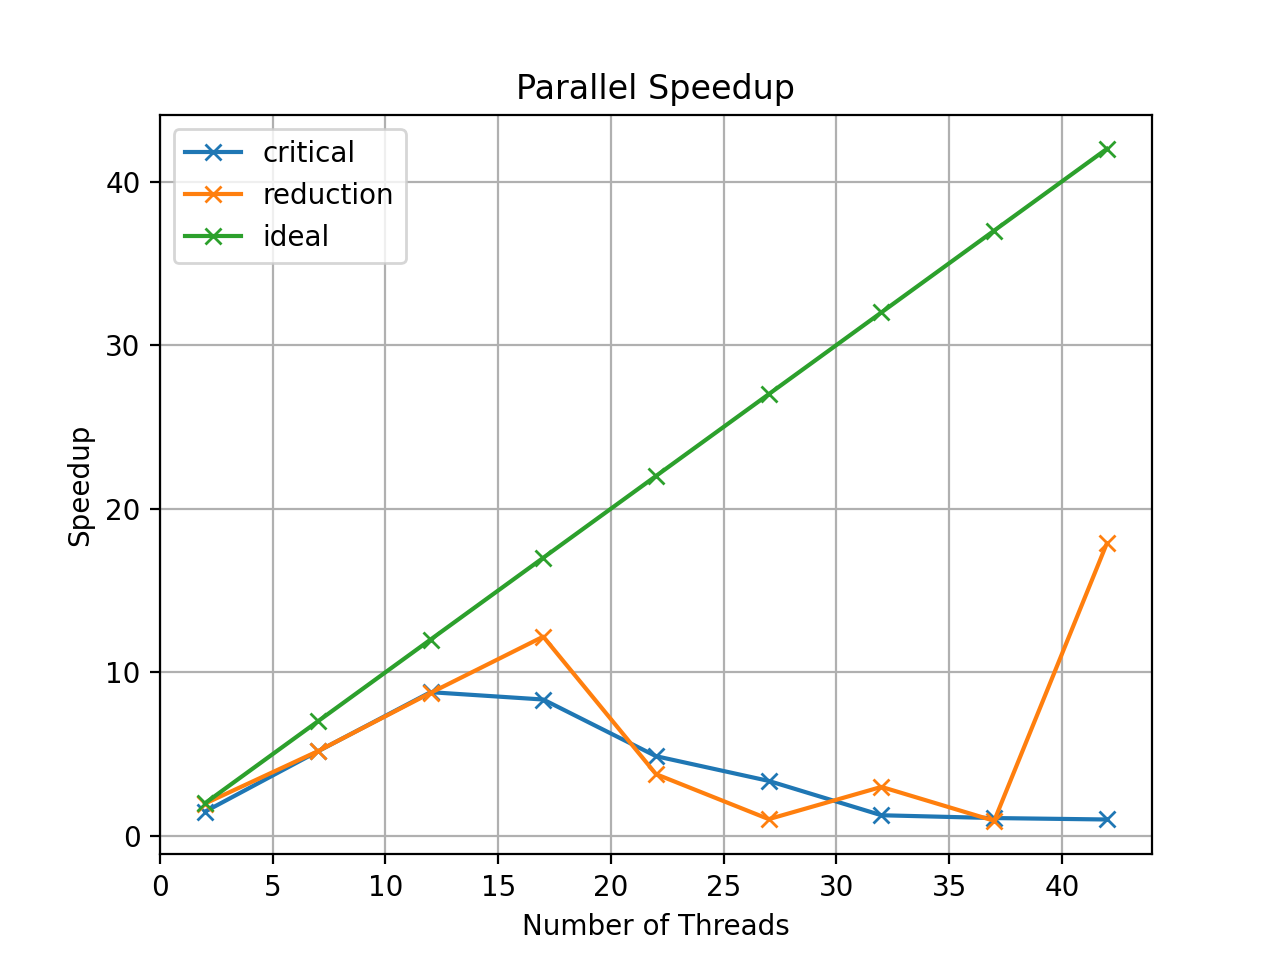 Parallel Speedup
critical
reduction
ideal
40
30
20
10
0
Speedup
0 5 10 15 20 25 30 35 40
Number of Threads